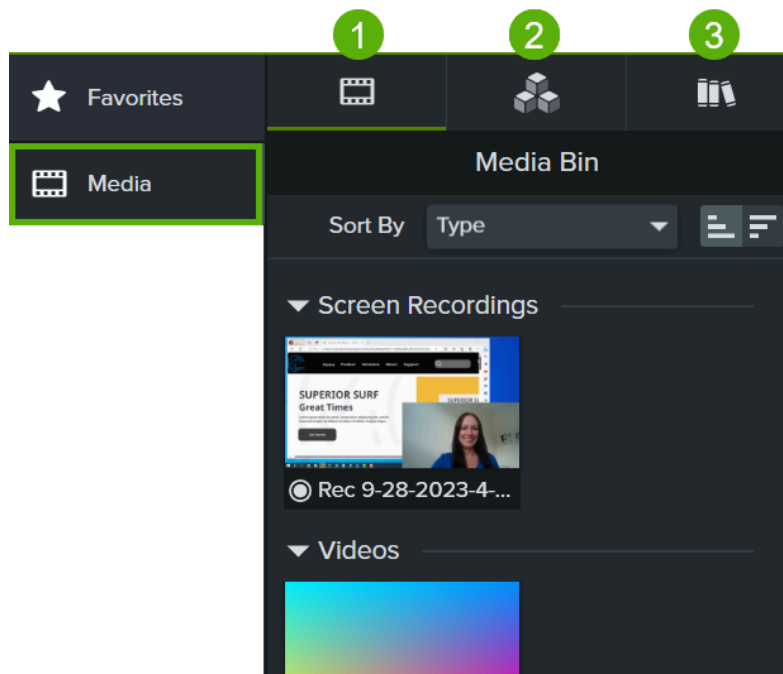 1 2 3
Favorites
Media
Media Bin
Sort By Type
Screen Recordings
SUPERIOR SURF
Great Times
Rec 9-28-2023-4-...
Videos